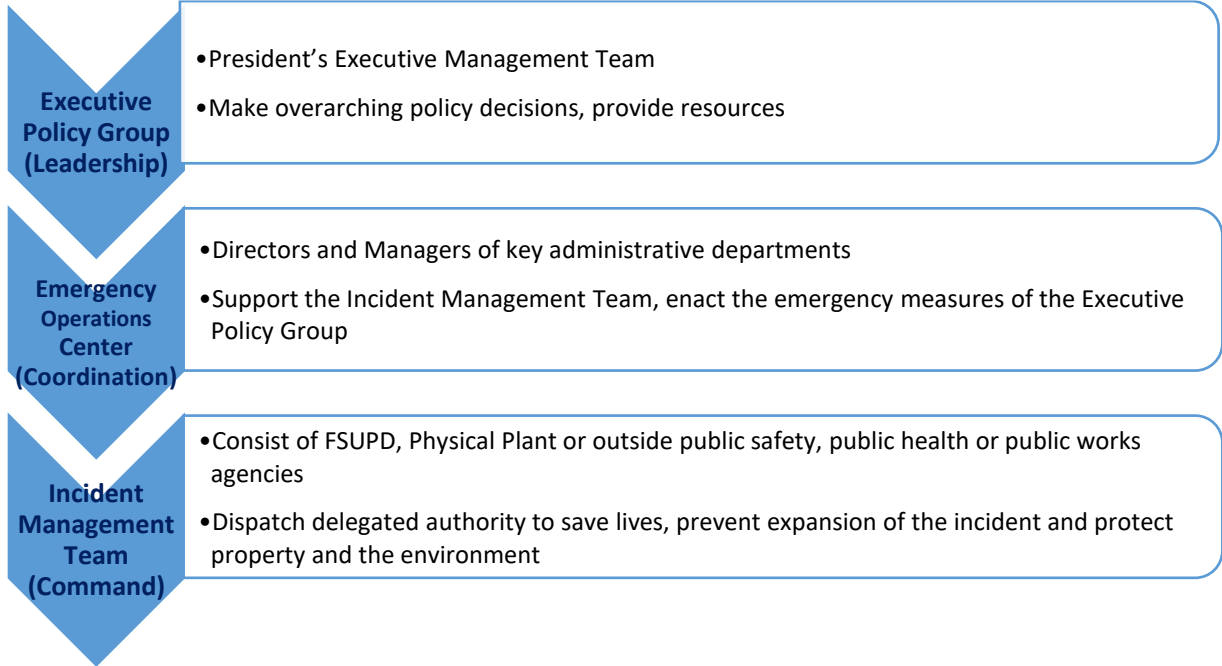 Executive
Policy Group
(Leadership)
•President’s Executive Management Team
•Make overarching policy decisions, provide resources
Emergency
Operations
Center
(Coordination)
•Directors and Managers of key administrative departments
•Support the Incident Management Team, enact the emergency measures of the Executive
Policy Group
Incident
Management
Team
(Command)
•Consist of FSUPD, Physical Plant or outside public safety, public health or public works
agencies
•Dispatch delegated authority to save lives, prevent expansion of the incident and protect
property and the environment